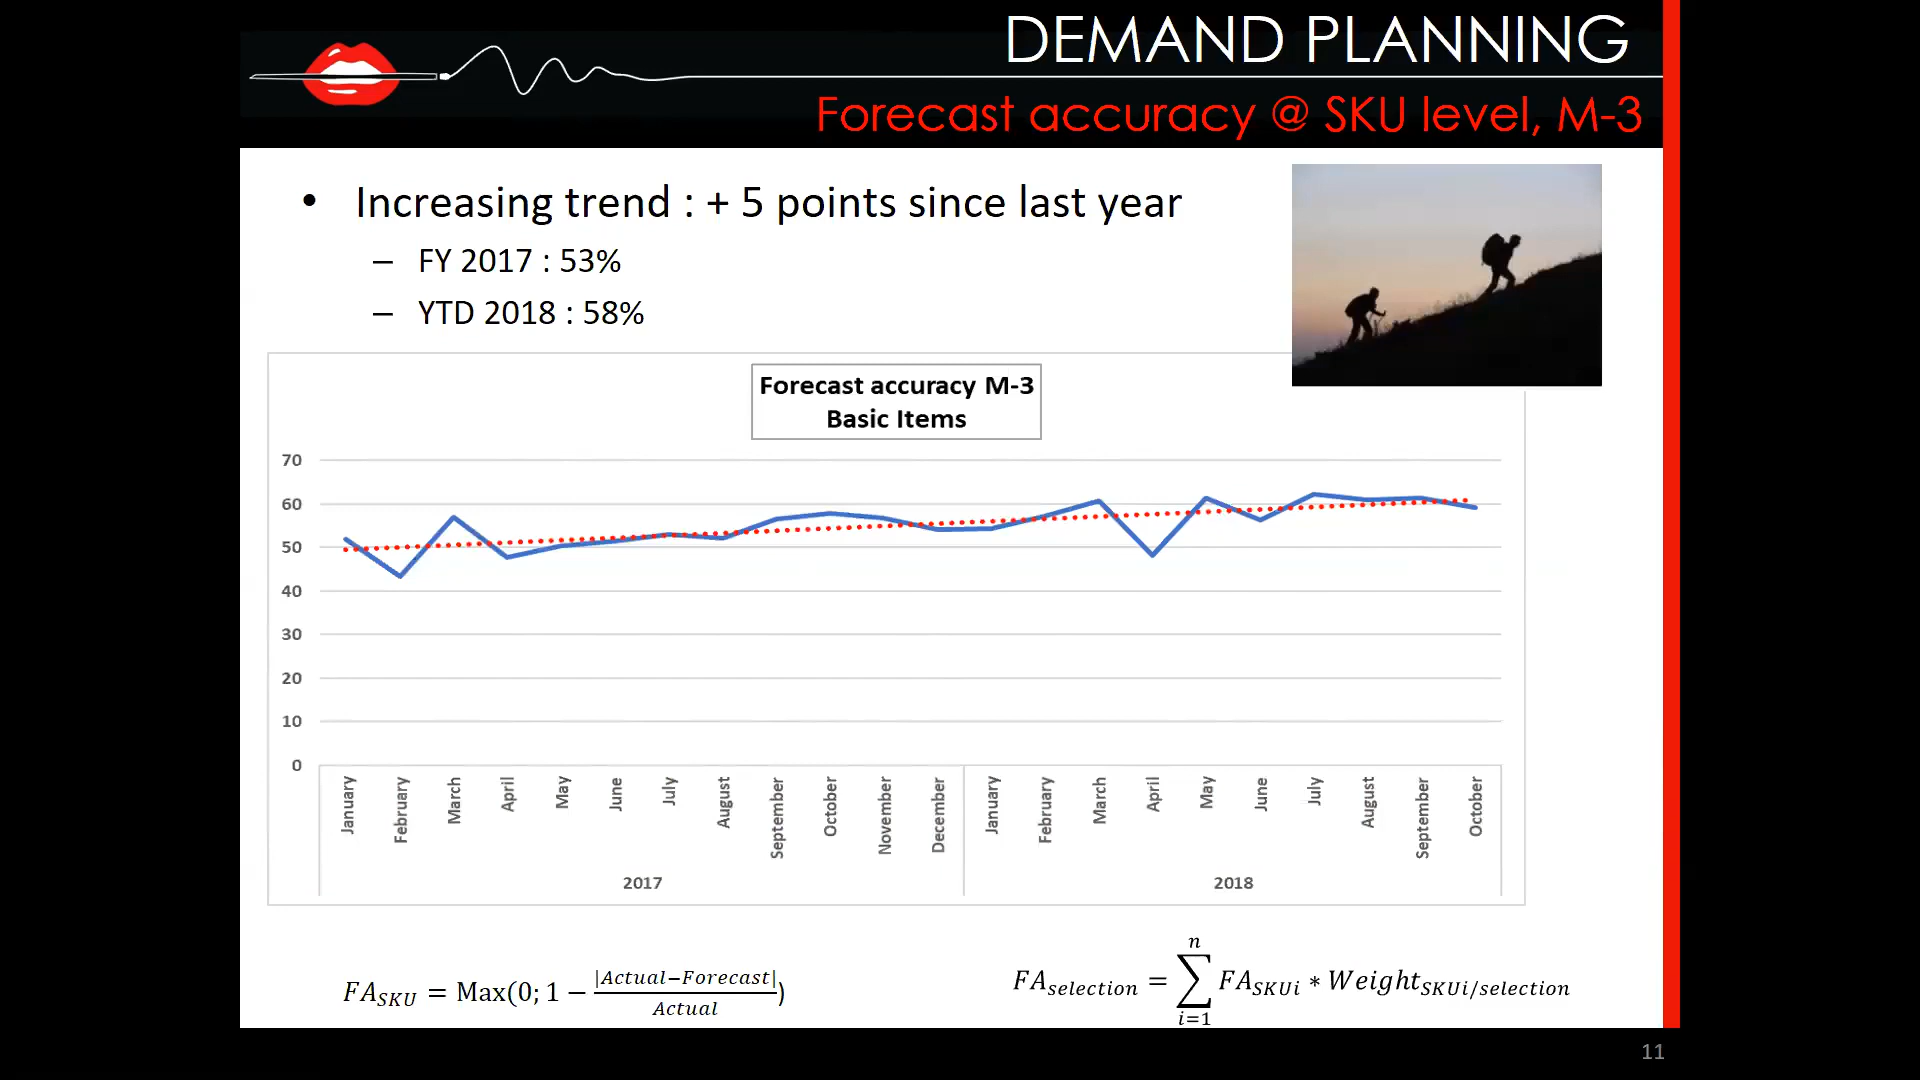 DEMAND PLANNING
Forecast accuracy @ SKU level, M-3
• Increasing trend : + 5 points since last year
– FY 2017 : 53%
– YTD 2018 : 58%
Forecast accuracy M-3
Basic Items
70
60
50
40
30
20
10
0
January February March April May June July August September October November December January February March April May June July August September October
2017 2018
FA_SKU = Max(0; 1 − |Actual−Forecast| / Actual)
FA_selection = ∑_{i=1}^{n} FA_SKUi * Weight_SKUi/selection
11